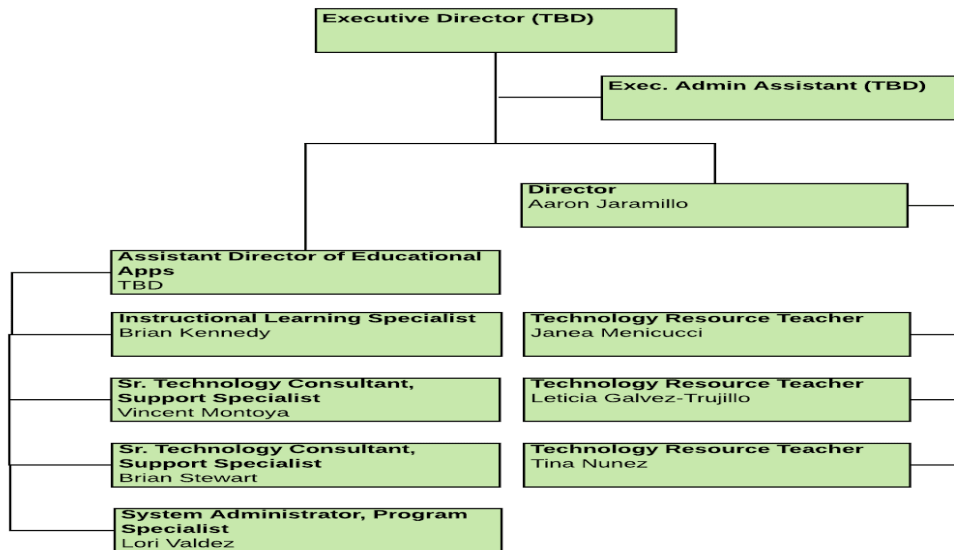 Executive Director (TBD)
Exec. Admin Assistant (TBD)
Director
Aaron Jaramillo
Assistant Director of Educational
Apps
TBD
Instructional Learning Specialist
Brian Kennedy
Technology Resource Teacher
Janea Menicucci
Sr. Technology Consultant,
Support Specialist
Vincent Montoya
Technology Resource Teacher
Leticia Galvez-Trujillo
Sr. Technology Consultant,
Support Specialist
Brian Stewart
Technology Resource Teacher
Tina Nunez
System Administrator, Program
Specialist
Lori Valdez